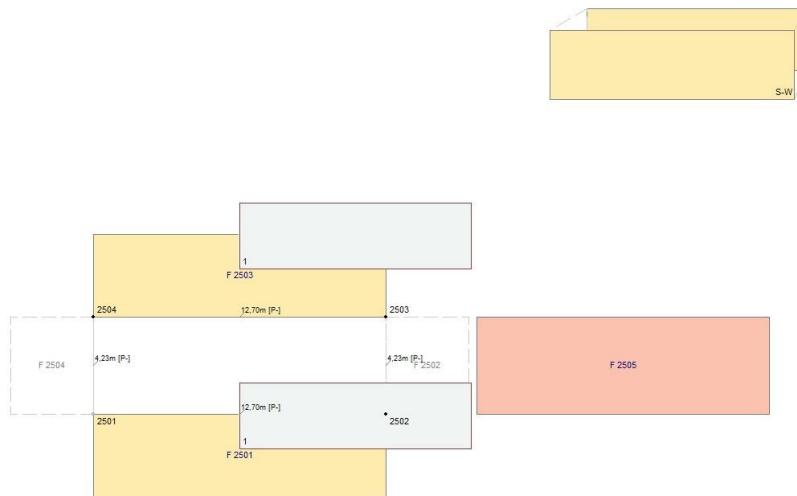 S-W
1
F 2503
2504
12,70m [P-]
2503
F 2504
4,23m [P-]
4,23m [P-]
F 2502
F 2505
12,70m [P-]
2501
2502
1
F 2501